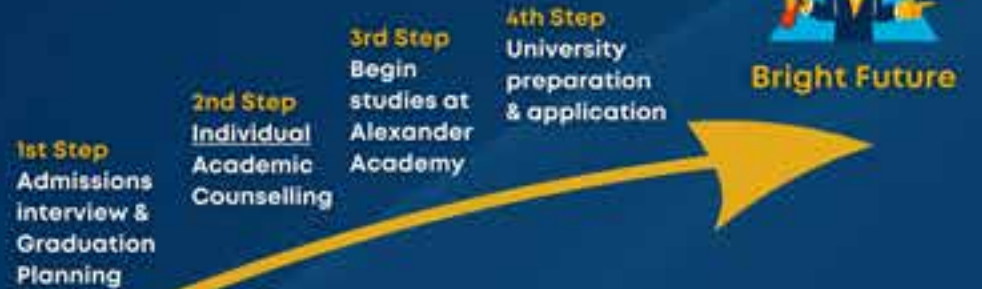 1st Step
Admissions
interview &
Graduation
Planning
2nd Step
Individual
Academic
Counselling
3rd Step
Begin
studies at
Alexander
Academy
4th Step
University
preparation
& application
Bright Future